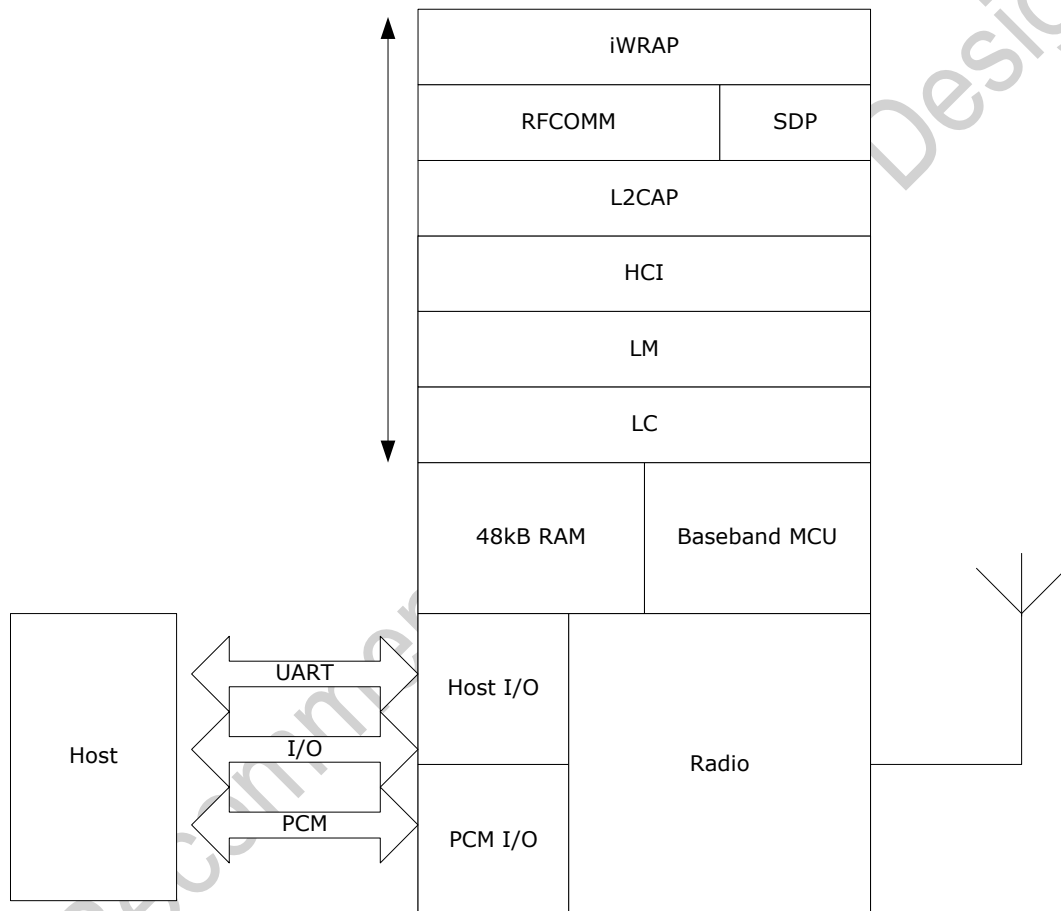 iWRAP
RFCOMM
SDP
L2CAP
HCI
LM
LC
48kB RAM
Baseband MCU
Host
UART
I/O
PCM
Host I/O
PCM I/O
Radio